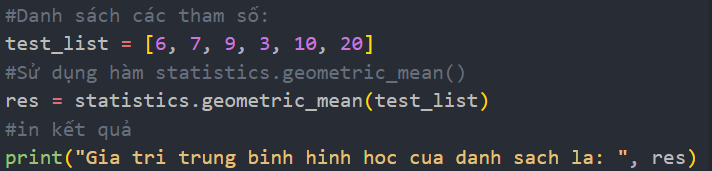 #Danh sách các tham số:
test_list = [6, 7, 9, 3, 10, 20]
#Sử dụng hàm statistics.geometric_mean()
res = statistics.geometric_mean(test_list)
#in kết quả
print("Gia tri trung binh hinh hoc cua danh sach la: ", res)